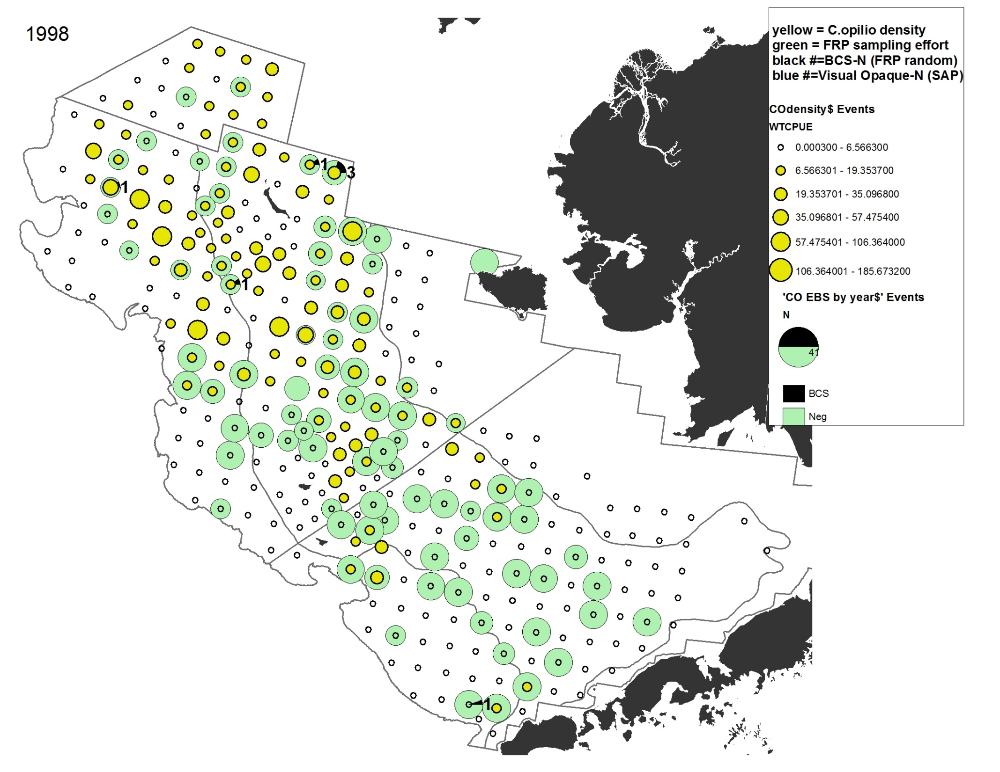 1998
yellow = C.opilio density
green = FRP sampling effort
black #=BCS-N (FRP random)
blue #=Visual Opaque-N (SAP)
COdensity$ Events
WTCPUE
0.000300 - 6.566300
6.566301 - 19.353700
19.353701 - 35.096800
35.096801 - 57.475400
57.475401 - 106.364000
106.364001 - 185.673200
'CO EBS by year$' Events
N
41
BCS
Neg
1
3
1
1
1